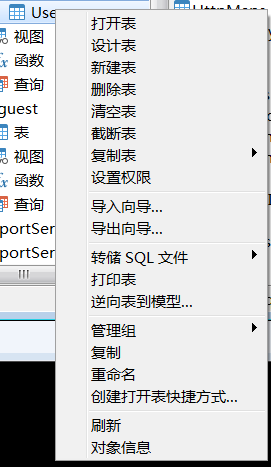 Use
视图
函数
查询
guest
表
视图
函数
查询
portSer
portSer
HttpMana
打开表
设计表
新建表
删除表
清空表
截断表
复制表
设置权限
导入向导...
导出向导...
转储 SQL 文件
打印表
逆向表到模型...
管理组
复制
重命名
创建打开表快捷方式...
刷新
对象信息